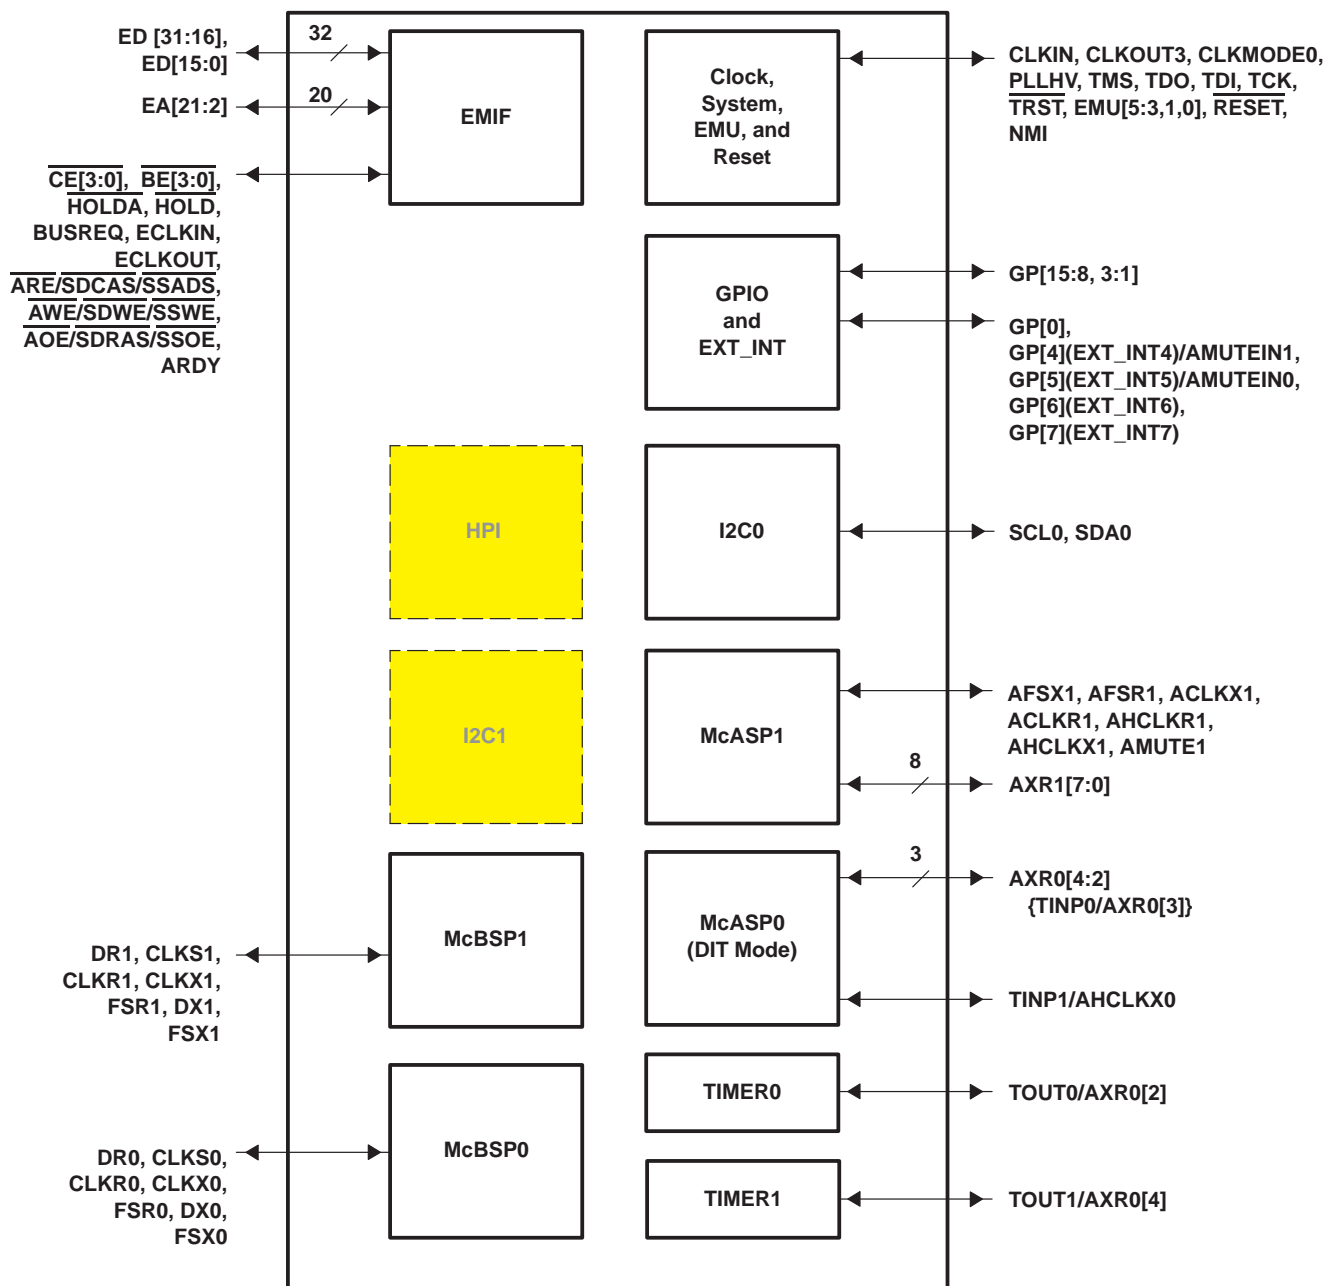 ED [31:16],
ED[15:0]
32
EA[21:2]
20
CE[3:0], BE[3:0],
HOLDA, HOLD,
BUSREQ, ECLKIN,
ECLKOUT,
ARE/SDCAS/SSADS,
AWE/SDWE/SSWE,
AOE/SDRAS/SSOE,
ARDY
EMIF
Clock,
System,
EMU, and
Reset
CLKIN, CLKOUT3, CLKMODE0,
PLLHV, TMS, TDO, TDI, TCK,
TRST, EMU[5:3,1,0], RESET,
NMI
GPIO
and
EXT_INT
GP[15:8, 3:1]
GP[0],
GP[4](EXT_INT4)/AMUTEIN1,
GP[5](EXT_INT5)/AMUTEIN0,
GP[6](EXT_INT6),
GP[7](EXT_INT7)
HPI
I2C0
SCL0, SDA0
I2C1
McASP1
AFSX1, AFSR1, ACLKX1,
ACLKR1, AHCLKR1,
AHCLKX1, AMUTE1
8
AXR1[7:0]
DR1, CLKS1,
CLKR1, CLKX1,
FSR1, DX1,
FSX1
McBSP1
McASP0
(DIT Mode)
3
AXR0[4:2]
{TINP0/AXR0[3]}
TINP1/AHCLKX0
DR0, CLKS0,
CLKR0, CLKX0,
FSR0, DX0,
FSX0
McBSP0
TIMER0
TOUT0/AXR0[2]
TIMER1
TOUT1/AXR0[4]